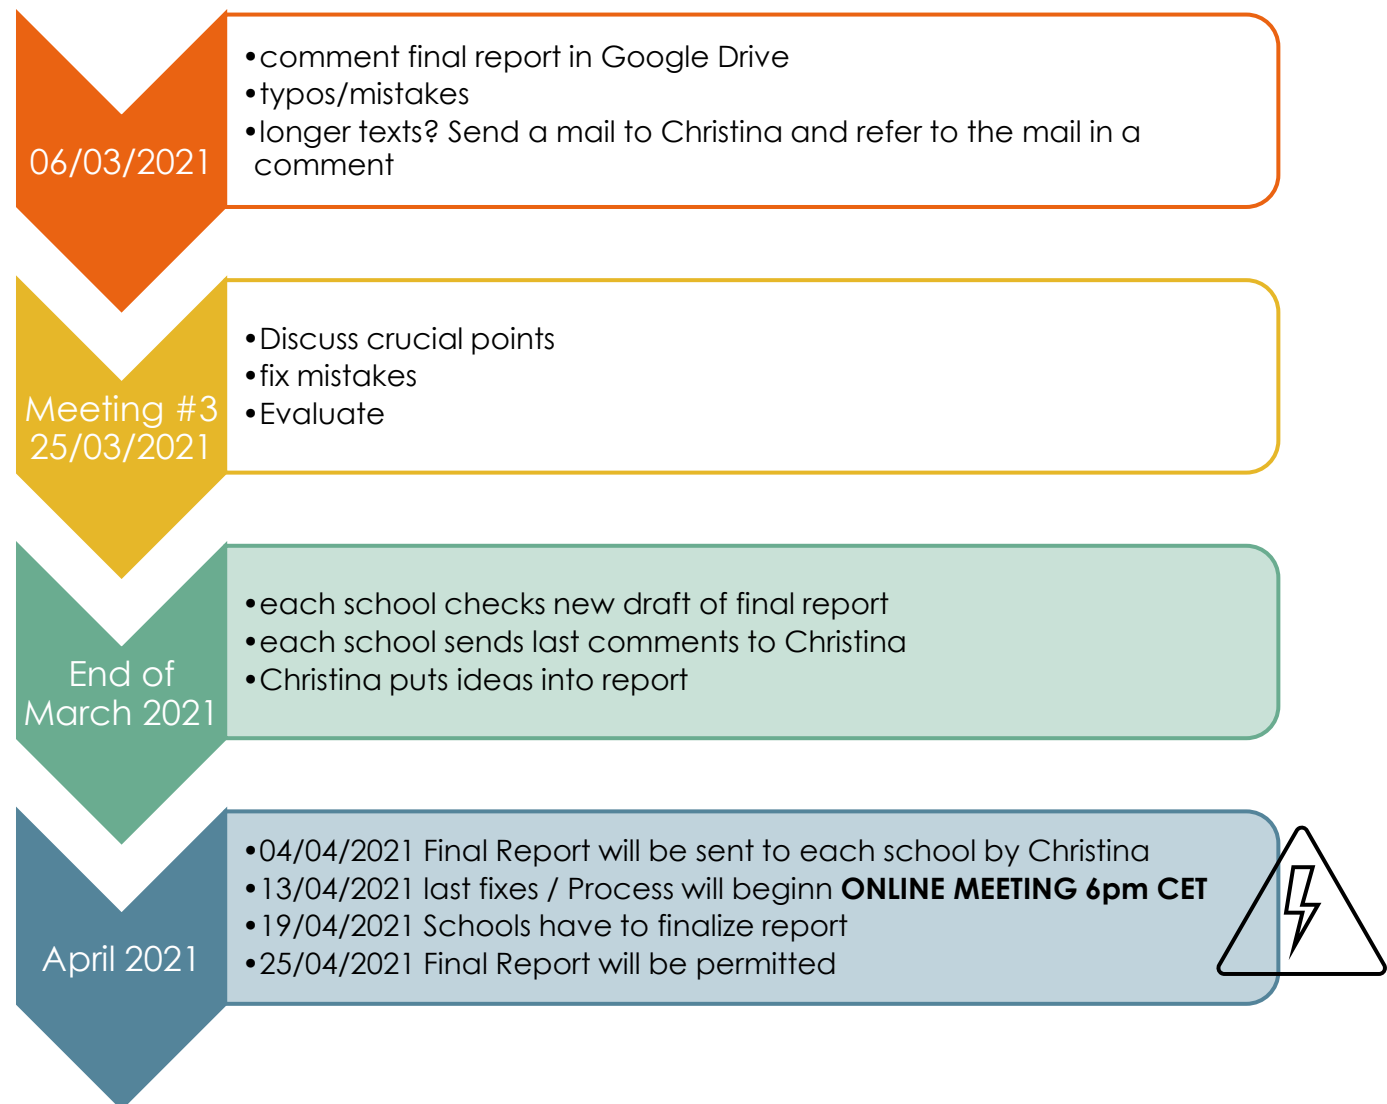 06/03/2021
•comment final report in Google Drive
•typos/mistakes
•longer texts? Send a mail to Christina and refer to the mail in a
comment
Meeting #3
25/03/2021
•Discuss crucial points
•fix mistakes
•Evaluate
End of
March 2021
•each school checks new draft of final report
•each school sends last comments to Christina
•Christina puts ideas into report
April 2021
•04/04/2021 Final Report will be sent to each school by Christina
•13/04/2021 last fixes / Process will beginn ONLINE MEETING 6pm CET
•19/04/2021 Schools have to finalize report
•25/04/2021 Final Report will be permitted